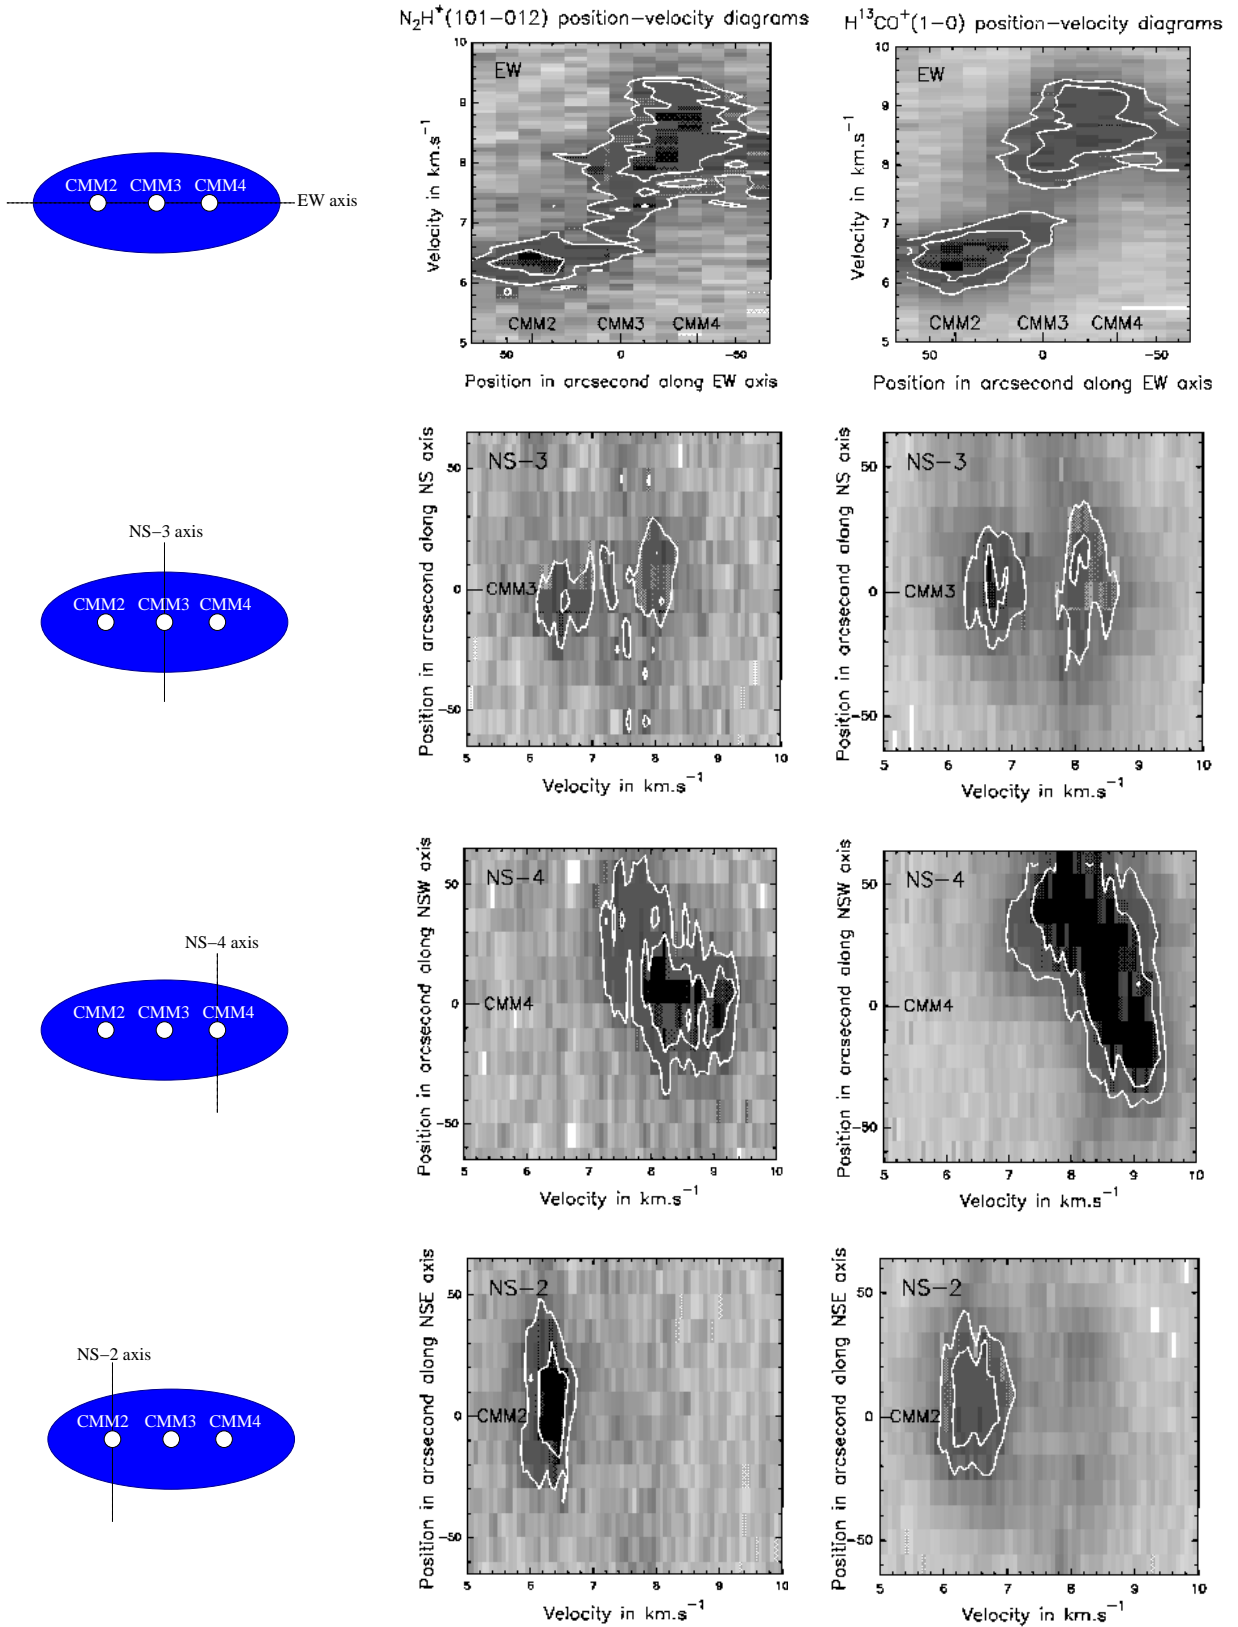 N2H+(101−012) position−velocity diagrams
H13CO+(1−0) position−velocity diagrams
CMM2 CMM3 CMM4
EW axis
EW
Velocity in km.s−1
10
9
8
7
6
5
CMM2 CMM3 CMM4
50 0 −50
Position in arcsecond along EW axis
EW
Velocity in km.s−1
10
9
8
7
6
5
CMM2 CMM3 CMM4
50 0 −50
Position in arcsecond along EW axis
NS−3 axis
CMM2 CMM3 CMM4
NS−3
Position in arcsecond along NS axis
50
0
−50
CMM3
5 6 7 8 9 10
Velocity in km.s−1
NS−3
Position in arcsecond along NS axis
50
0
−50
CMM3
5 6 7 8 9 10
Velocity in km.s−1
NS−4 axis
CMM2 CMM3 CMM4
NS−4
Position in arcsecond along NSW axis
50
0
−50
CMM4
5 6 7 8 9 10
Velocity in km.s−1
NS−4
Position in arcsecond along NSW axis
50
0
−50
CMM4
5 6 7 8 9 10
Velocity in km.s−1
NS−2 axis
CMM2 CMM3 CMM4
NS−2
Position in arcsecond along NSE axis
50
0
−50
CMM2
5 6 7 8 9 10
Velocity in km.s−1
NS−2
Position in arcsecond along NSE axis
50
0
−50
CMM2
5 6 7 8 9 10
Velocity in km.s−1